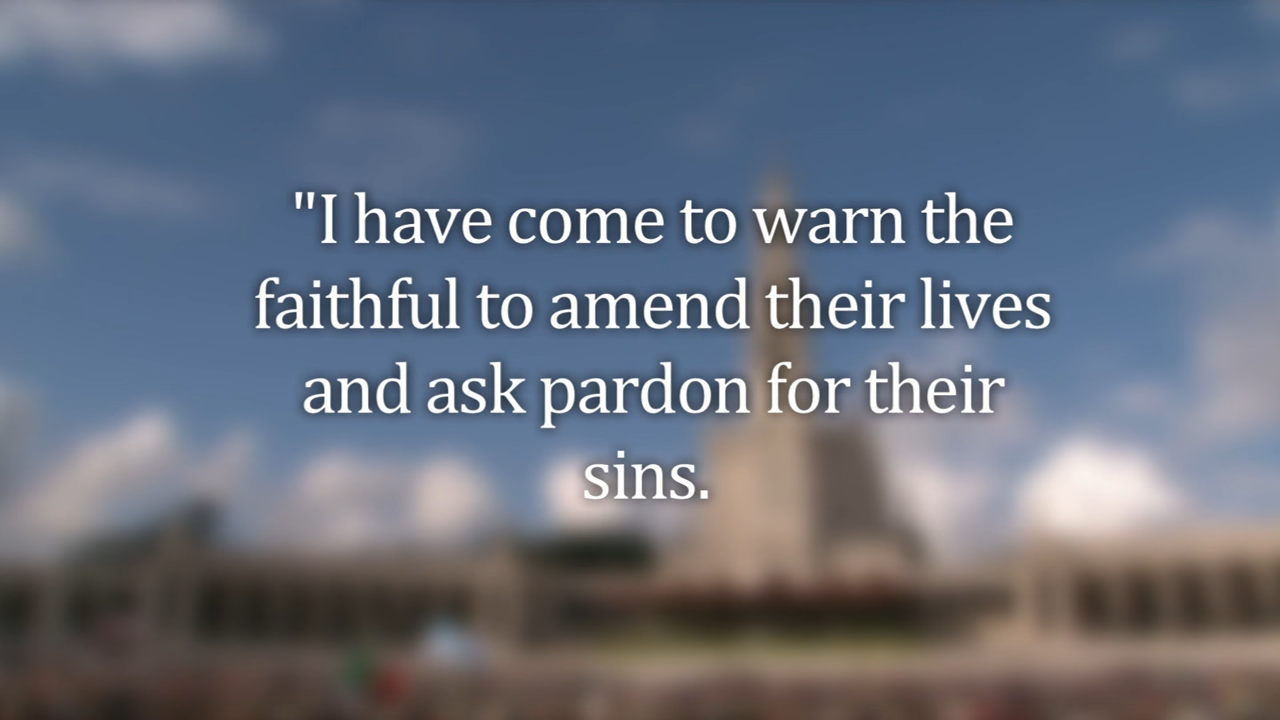 "I have come to warn the
faithful to amend their lives
and ask pardon for their
sins.